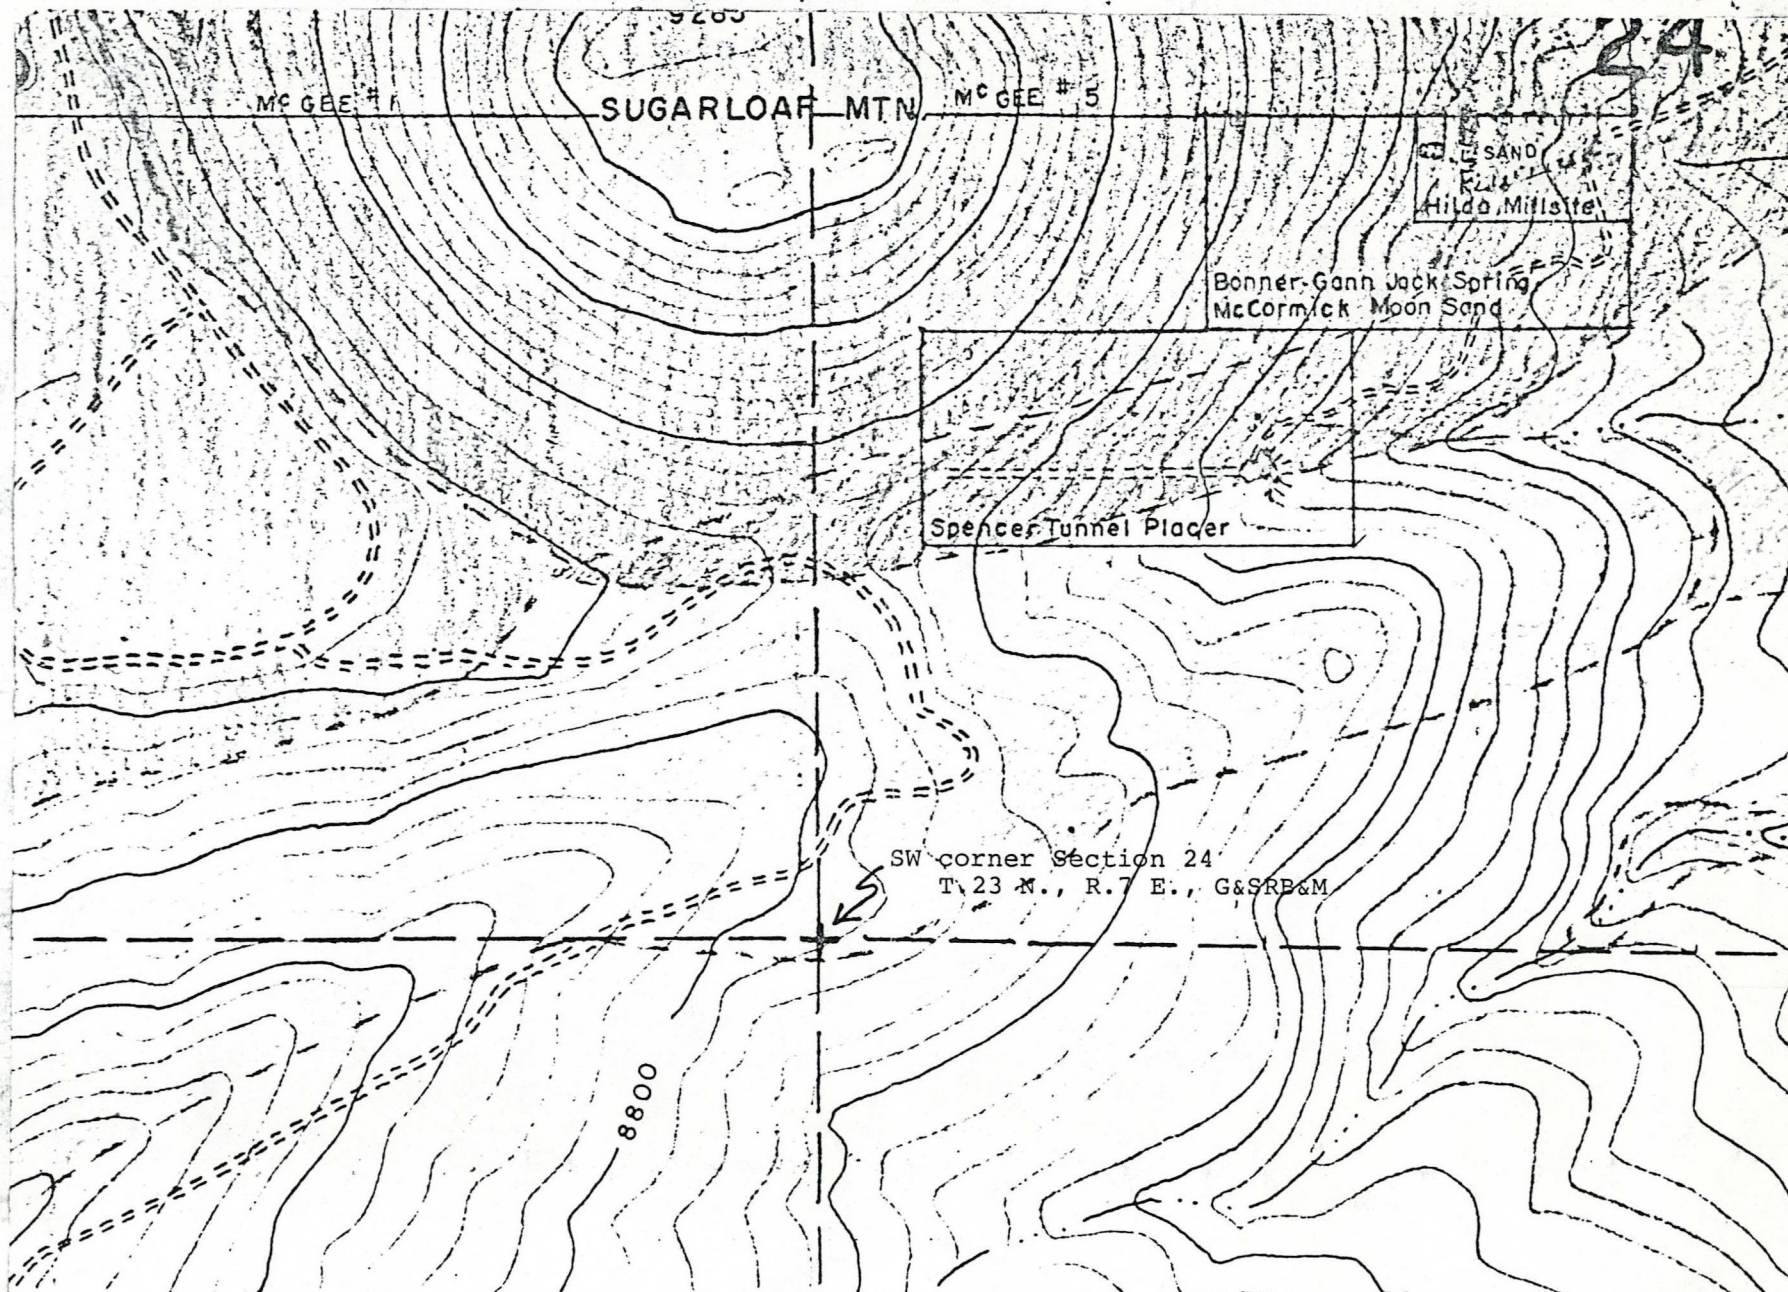 24
McGEE #1
SUGARLOAF MTN
McGEE #5
SAND
Hilda Millsite
Bonner-Gann Jack Spring
McCormick Moon Sand
Spencer Tunnel Placer
SW corner Section 24
T.23 N., R.7 E., G&SRB&M
8800